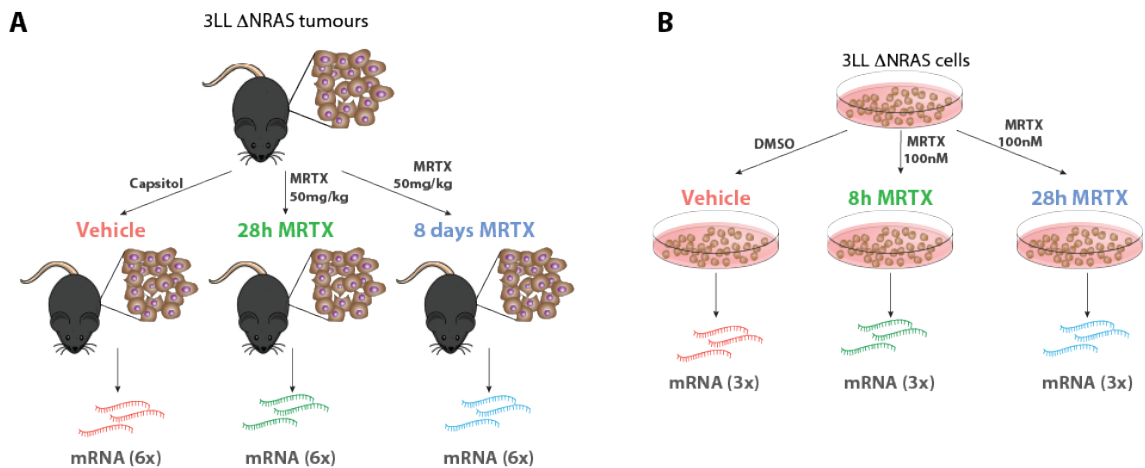 A
3LL ΔNRAS tumours
Capsitol
MRTX
50mg/kg
MRTX
50mg/kg
Vehicle
28h MRTX
8 days MRTX
mRNA (6x)
mRNA (6x)
mRNA (6x)
B
3LL ΔNRAS cells
DMSO
MRTX
100nM
MRTX
100nM
Vehicle
8h MRTX
28h MRTX
mRNA (3x)
mRNA (3x)
mRNA (3x)